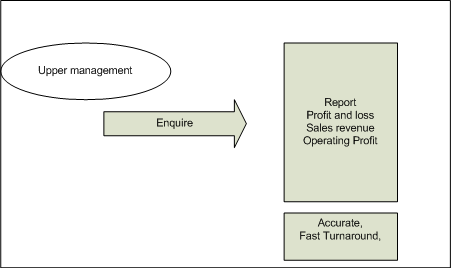 Upper management
Enquire
Report
Profit and loss
Sales revenue
Operating Profit
Accurate,
Fast Turnaround,